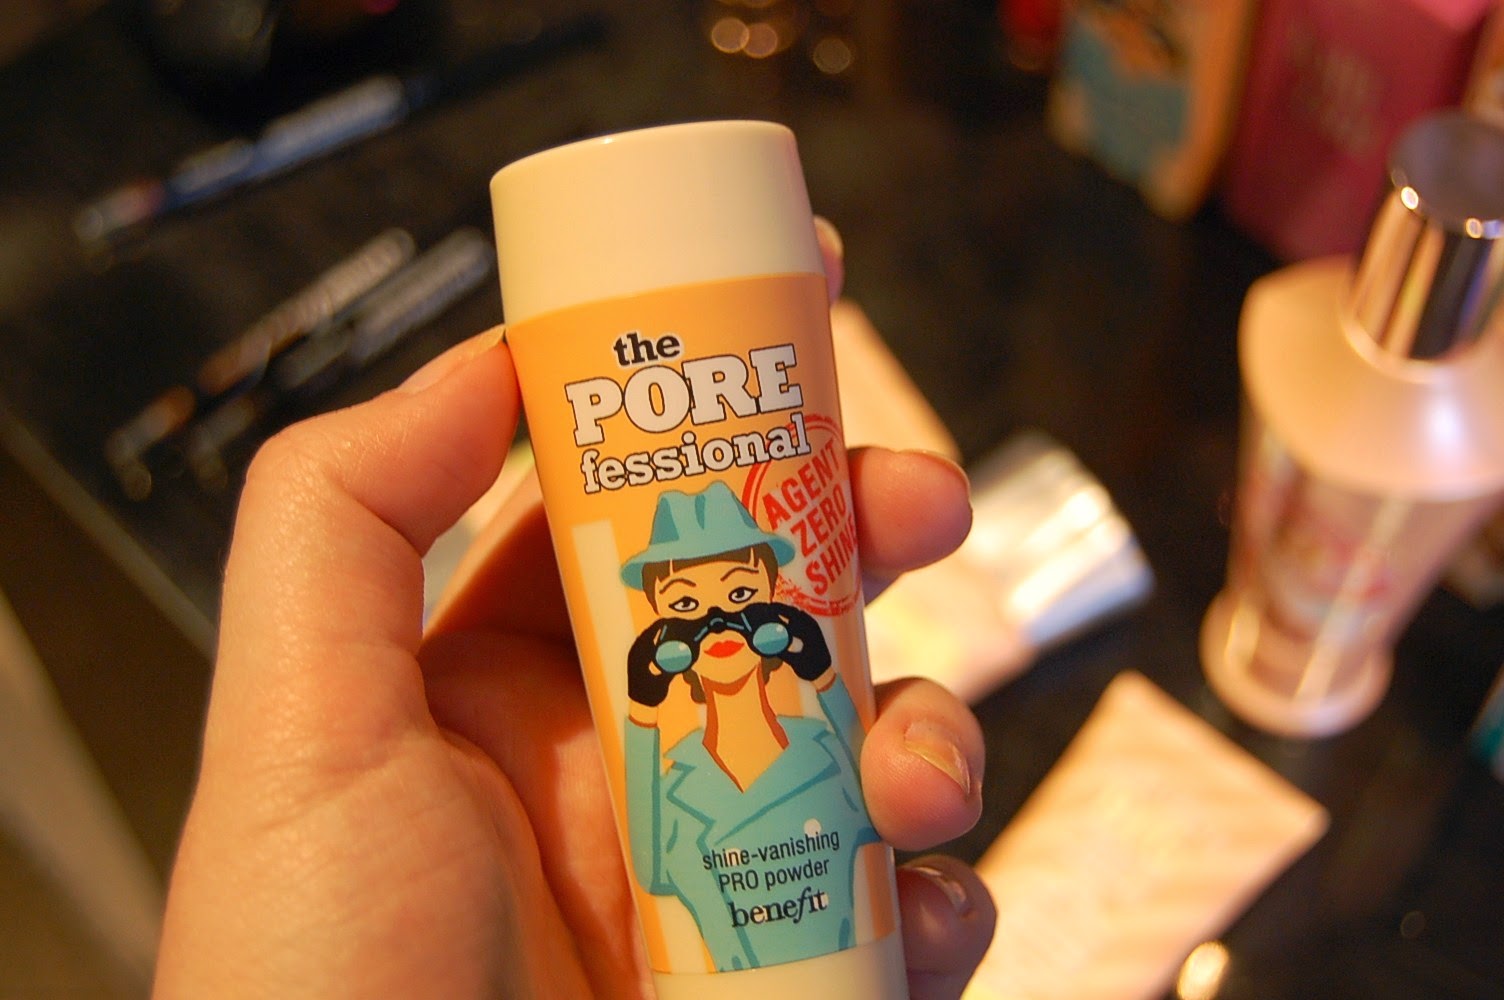 the
PORE
fessional
AGENT
ZERO
SHINE
shine-vanishing
PRO powder
benefit